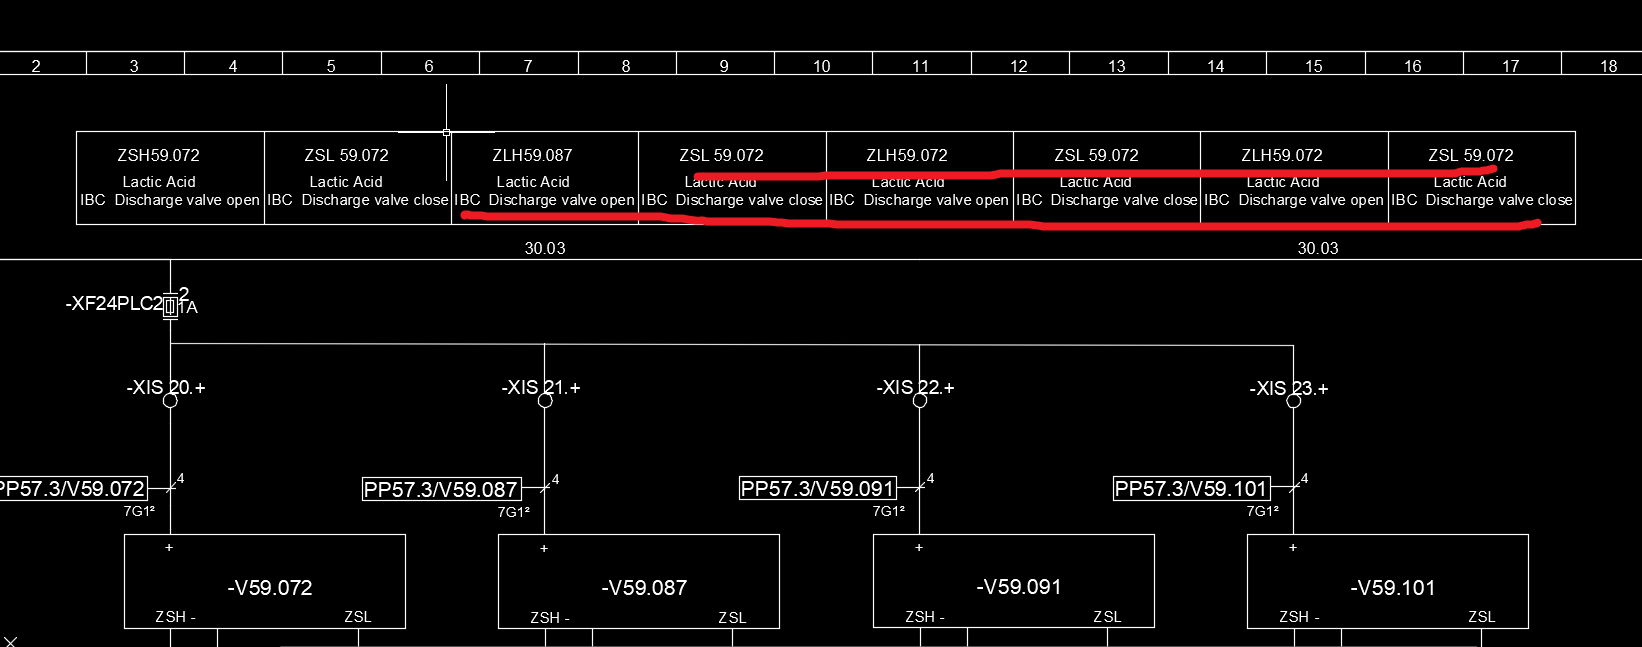 2 3 4 5 6 7 8 9 10 11 12 13 14 15 16 17 18
ZSH59.072 ZSL 59.072 ZLH59.087 ZSL 59.072 ZLH59.072 ZSL 59.072 ZLH59.072 ZSL 59.072
Lactic Acid Lactic Acid Lactic Acid Lactic Acid Lactic Acid Lactic Acid Lactic Acid Lactic Acid
IBC Discharge valve open IBC Discharge valve close IBC Discharge valve open IBC Discharge valve close IBC Discharge valve open IBC Discharge valve close IBC Discharge valve open IBC Discharge valve close
30.03 30.03
-XF24PLC2 2
1A
-XIS 20.+ -XIS 21.+ -XIS 22.+ -XIS 23.+
4 4 4 4
PP57.3/V59.072 PP57.3/V59.087 PP57.3/V59.091 PP57.3/V59.101
7G1² 7G1² 7G1² 7G1²
+ + + +
-V59.072 -V59.087 -V59.091 -V59.101
ZSH - ZSL ZSH - ZSL ZSH - ZSL ZSH - ZSL